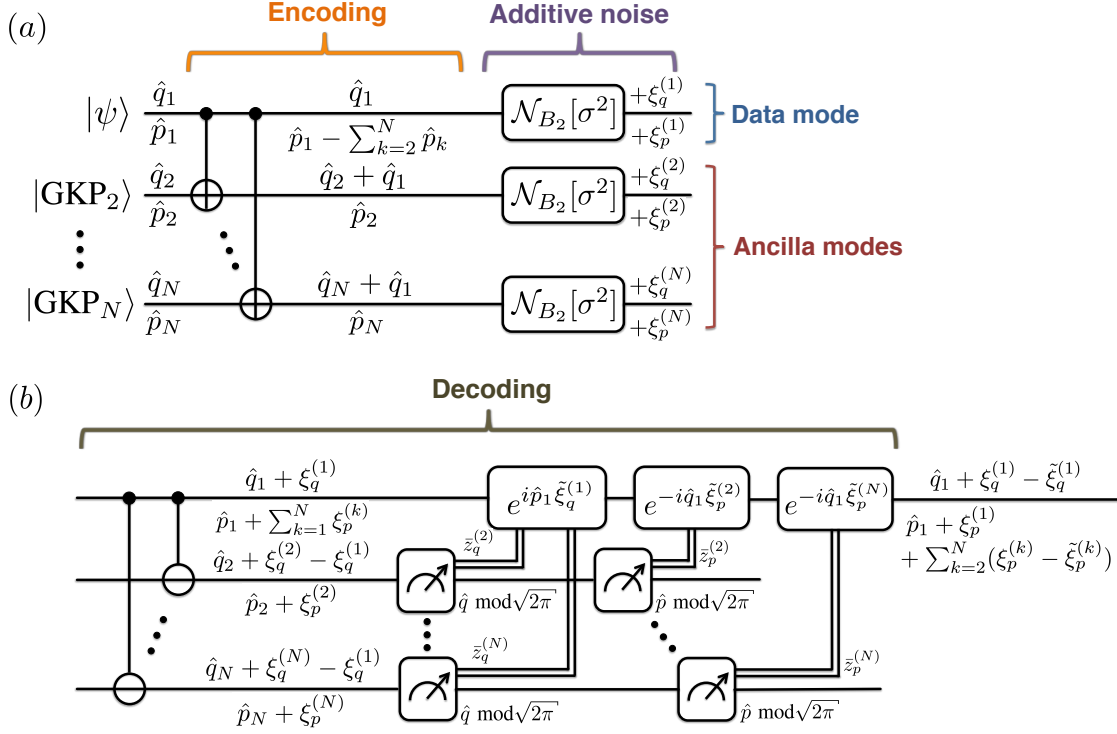 (a)
Encoding
Additive noise
|ψ⟩
q̂₁
p̂₁
q̂₁
p̂₁ − ∑ₖ₌₂ᴺ p̂ₖ
𝒩_{B₂}[σ²]
+ξ_q^{(1)}
+ξ_p^{(1)}
Data mode
|GKP₂⟩
q̂₂
p̂₂
q̂₂ + q̂₁
p̂₂
𝒩_{B₂}[σ²]
+ξ_q^{(2)}
+ξ_p^{(2)}
Ancilla modes
|GKP_N⟩
q̂_N
p̂_N
q̂_N + q̂₁
p̂_N
𝒩_{B₂}[σ²]
+ξ_q^{(N)}
+ξ_p^{(N)}
(b)
Decoding
q̂₁ + ξ_q^{(1)}
p̂₁ + ∑ₖ₌₁ᴺ ξ_p^{(k)}
e^{ip̂₁ξ̃_q^{(1)}}
e^{−iq̂₁ξ̃_p^{(2)}}
e^{−iq̂₁ξ̃_p^{(N)}}
q̂₁ + ξ_q^{(1)} − ξ̃_q^{(1)}
p̂₁ + ξ_p^{(1)}
+ ∑ₖ₌₂ᴺ(ξ_p^{(k)} − ξ̃_p^{(k)})
q̂₂ + ξ_q^{(2)} − ξ_q^{(1)}
p̂₂ + ξ_p^{(2)}
z̄_q^{(2)}
q̂ mod√2π
z̄_p^{(2)}
p̂ mod√2π
q̂_N + ξ_q^{(N)} − ξ_q^{(1)}
p̂_N + ξ_p^{(N)}
z̄_q^{(N)}
q̂ mod√2π
z̄_p^{(N)}
p̂ mod√2π